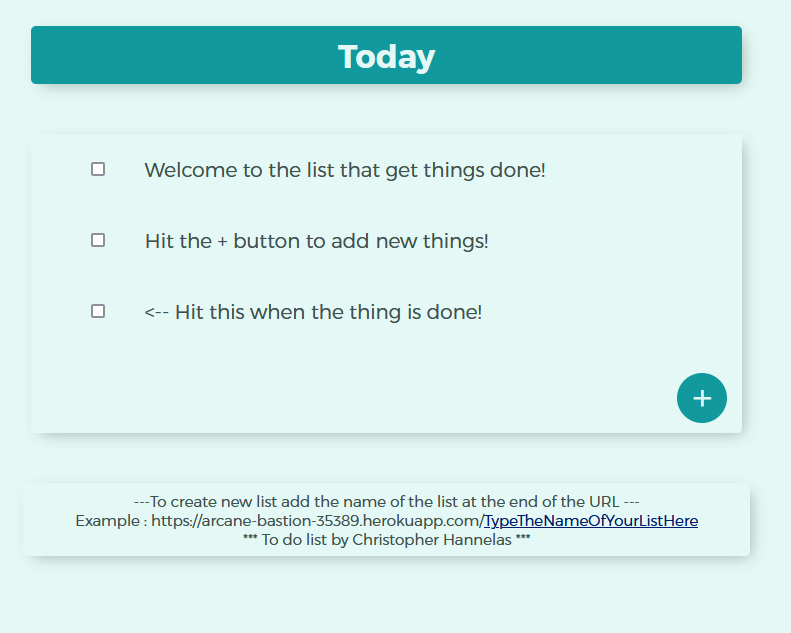 Today
Welcome to the list that get things done!
Hit the + button to add new things!
<-- Hit this when the thing is done!
+
---To create new list add the name of the list at the end of the URL ---
Example : https://arcane-bastion-35389.herokuapp.com/TypeTheNameOfYourListHere
*** To do list by Christopher Hannelas ***